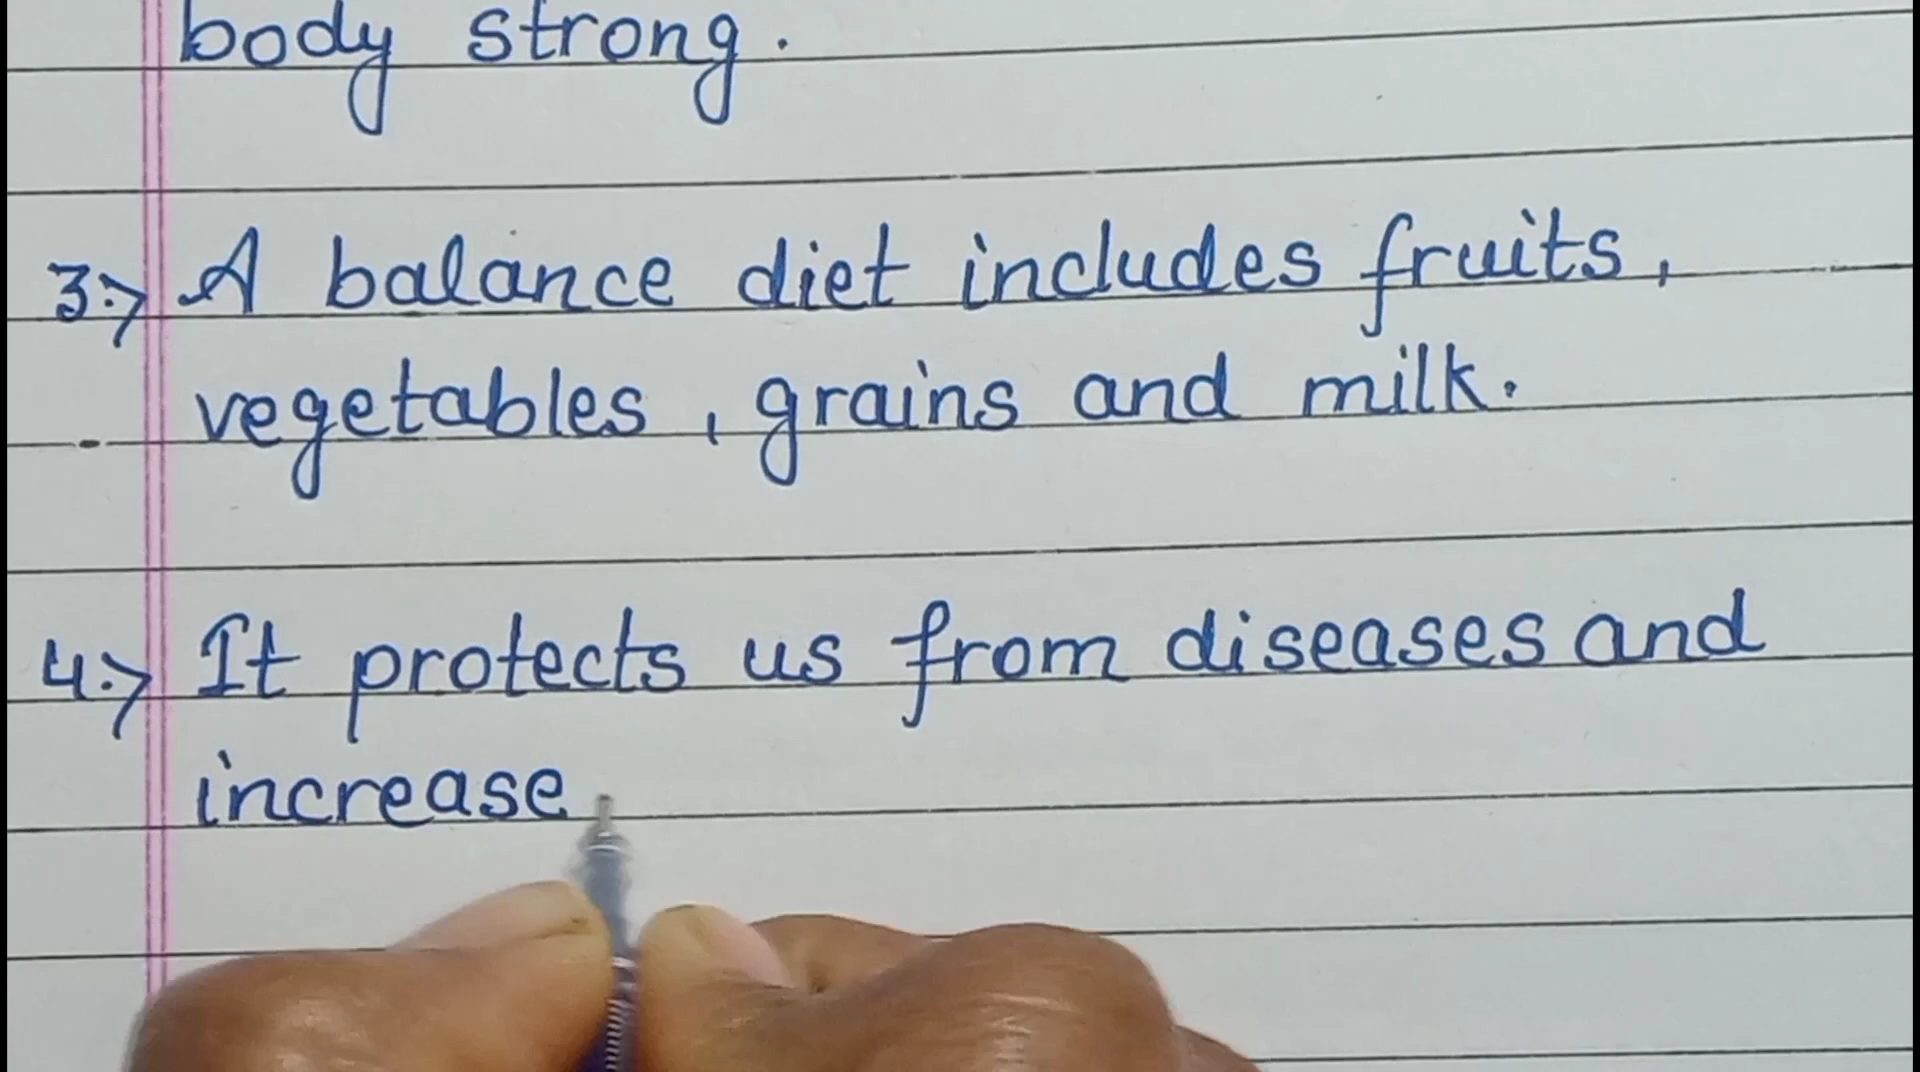 body strong.
3:> A balance diet includes fruits,
vegetables, grains and milk.
4:> It protects us from diseases and
increase